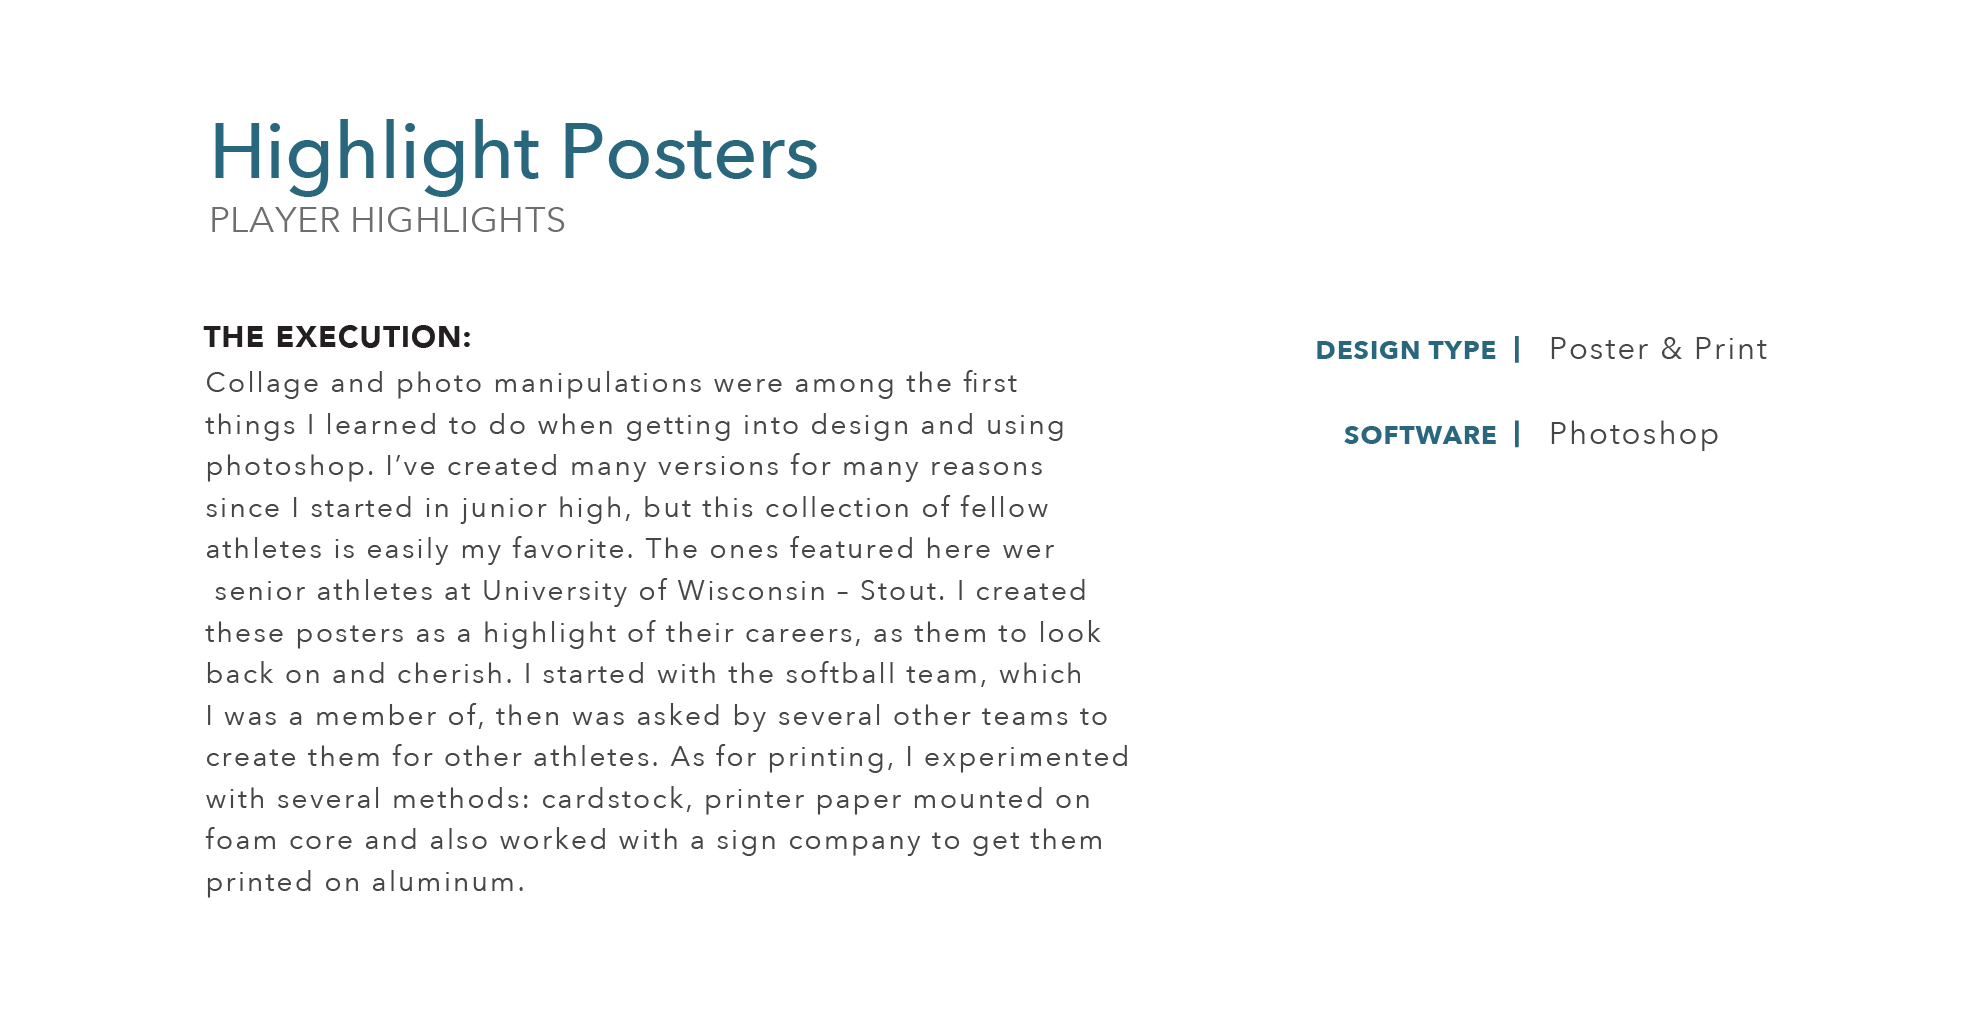 Highlight Posters
PLAYER HIGHLIGHTS
THE EXECUTION:
Collage and photo manipulations were among the first
things I learned to do when getting into design and using
photoshop. I’ve created many versions for many reasons
since I started in junior high, but this collection of fellow
athletes is easily my favorite. The ones featured here wer
senior athletes at University of Wisconsin – Stout. I created
these posters as a highlight of their careers, as them to look
back on and cherish. I started with the softball team, which
I was a member of, then was asked by several other teams to
create them for other athletes. As for printing, I experimented
with several methods: cardstock, printer paper mounted on
foam core and also worked with a sign company to get them
printed on aluminum.
DESIGN TYPE | Poster & Print
SOFTWARE | Photoshop